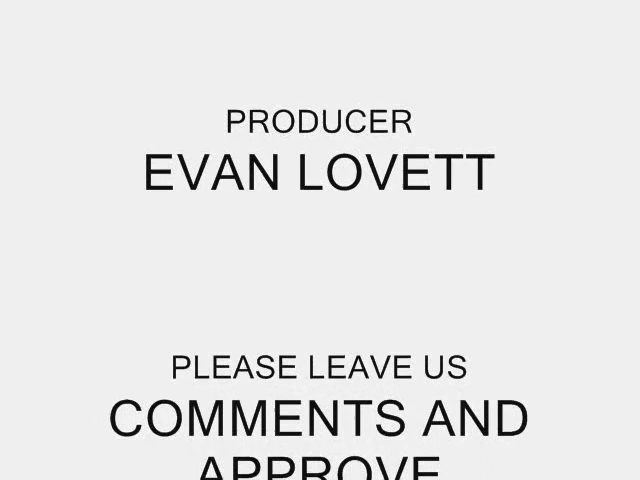 PRODUCER
EVAN LOVETT
PLEASE LEAVE US
COMMENTS AND
APPROVE